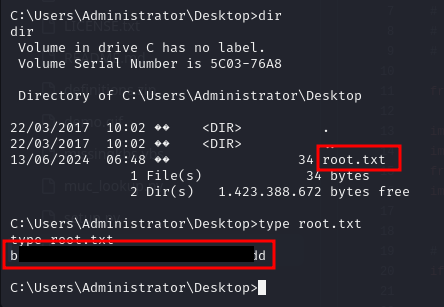 C:\Users\Administrator\Desktop>dir
dir
Volume in drive C has no label.
Volume Serial Number is 5C03-76A8
Directory of C:\Users\Administrator\Desktop
22/03/2017  10:02 ��    <DIR>          .
22/03/2017  10:02 ��    <DIR>          ..
13/06/2024  06:48 ��                34 root.txt
1 File(s)             34 bytes
2 Dir(s)   1.423.388.672 bytes free
C:\Users\Administrator\Desktop>type root.txt
type root.txt
b dd
C:\Users\Administrator\Desktop>